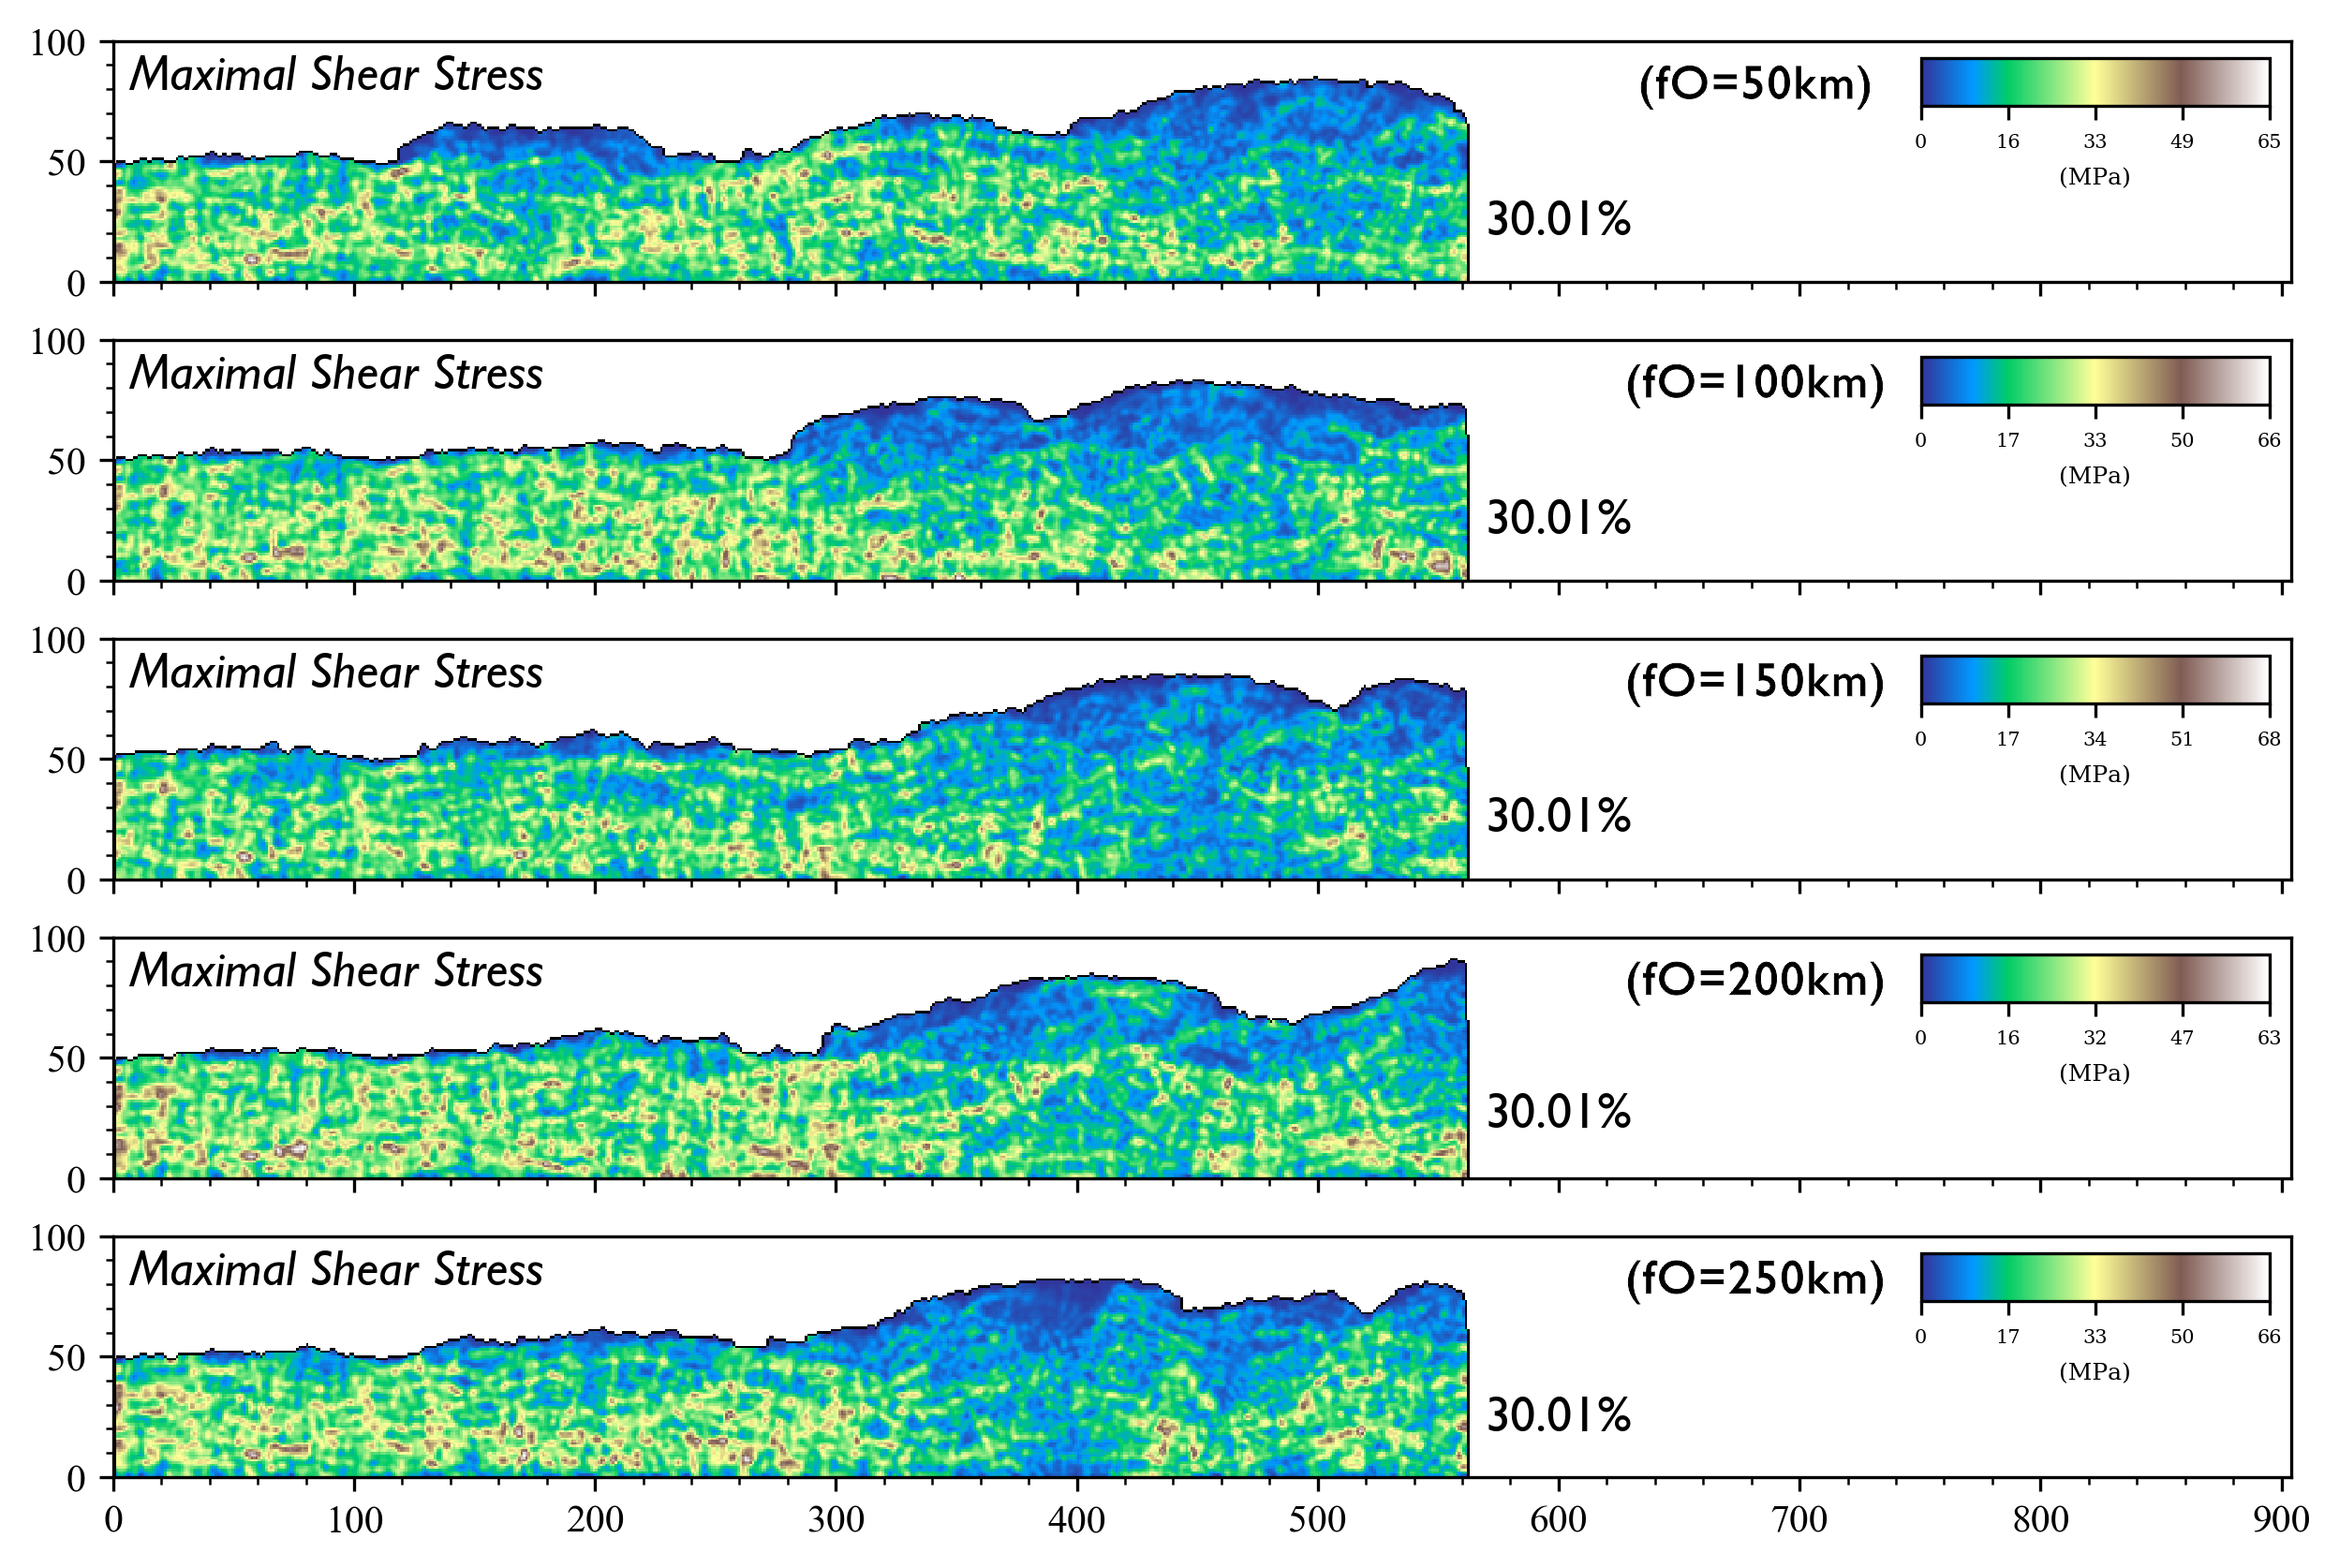 100
Maximal Shear Stress
(fO=50km)
0 16 33 49 65
(MPa)
50
30.01%
0
100
Maximal Shear Stress
(fO=100km)
0 17 33 50 66
(MPa)
50
30.01%
0
100
Maximal Shear Stress
(fO=150km)
0 17 34 51 68
(MPa)
50
30.01%
0
100
Maximal Shear Stress
(fO=200km)
0 16 32 47 63
(MPa)
50
30.01%
0
100
Maximal Shear Stress
(fO=250km)
0 17 33 50 66
(MPa)
50
30.01%
0
0 100 200 300 400 500 600 700 800 900